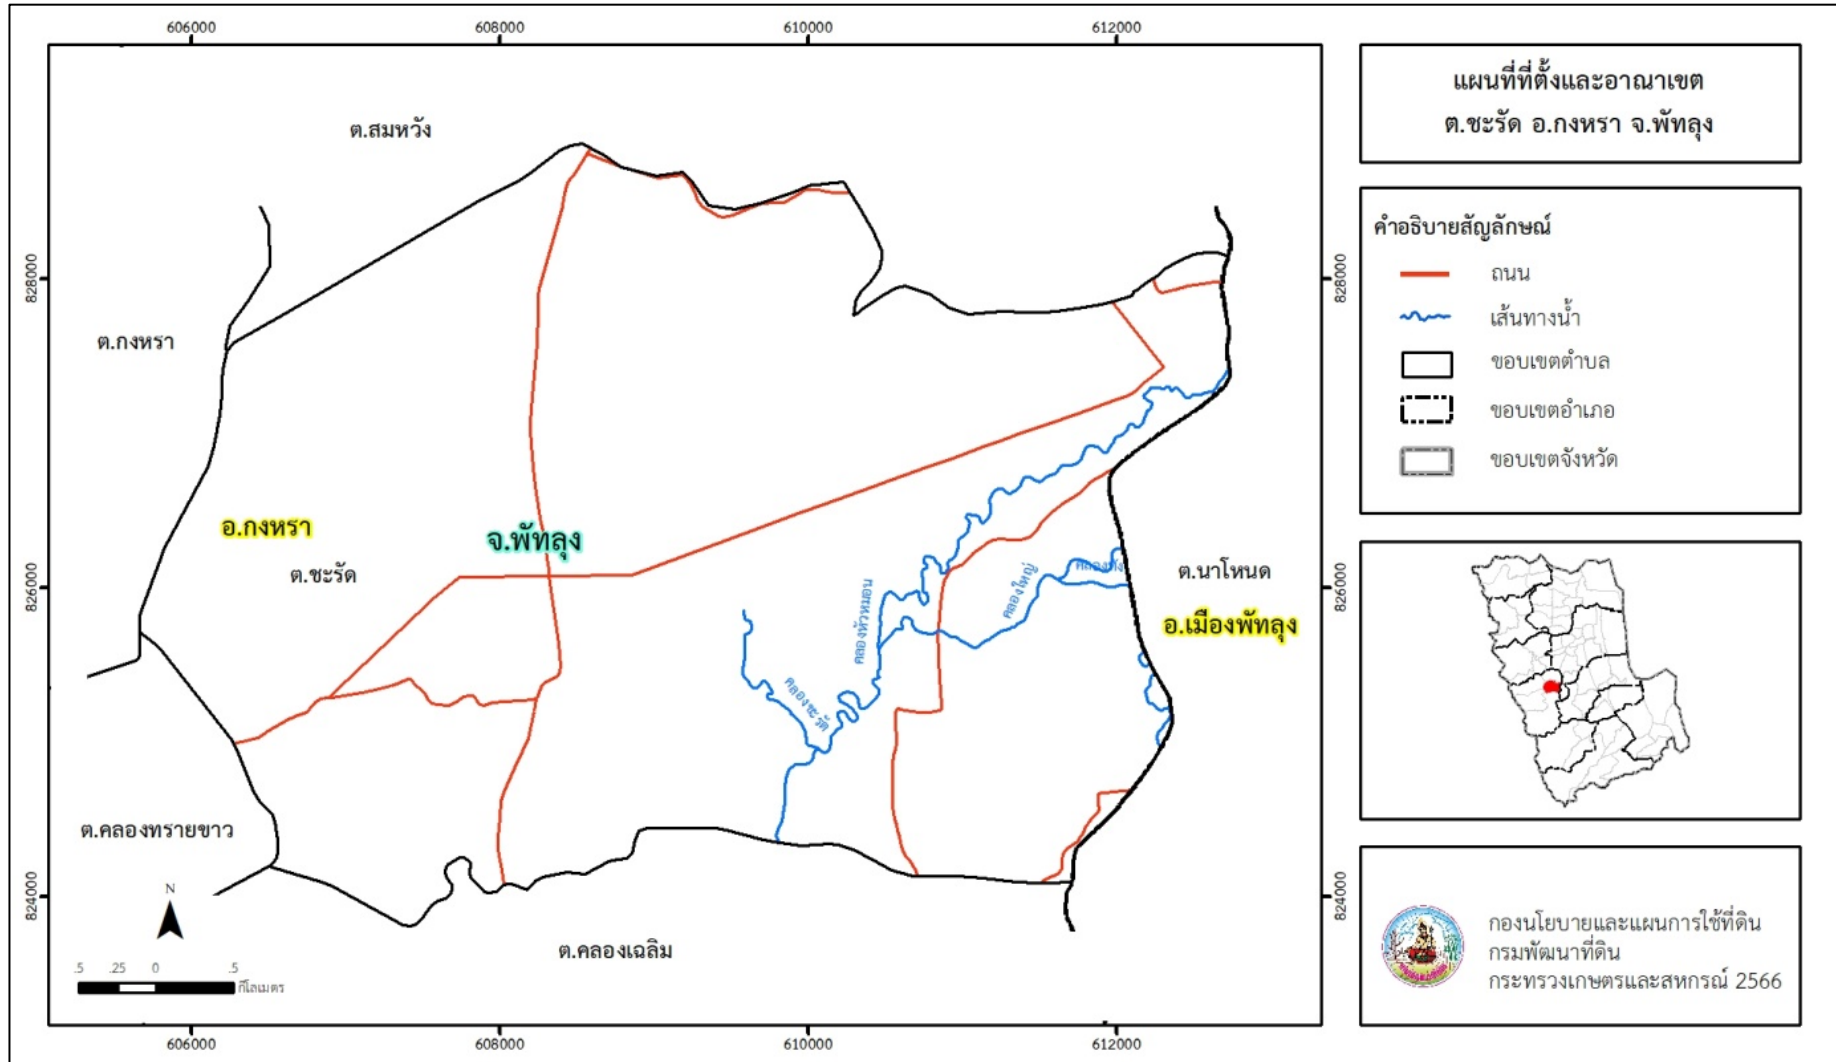 606000
608000
610000
612000
828000
826000
824000
828000
826000
824000
606000
608000
610000
612000
ต.สมหวัง
ต.กงหรา
อ.กงหรา
จ.พัทลุง
ต.ชะรัด
ต.นาโหนด
อ.เมืองพัทลุง
คลองหัวหมอน
คลองใหญ่
คลองชะรัด
ต.คลองทรายขาว
ต.คลองเฉลิม
N
.5 .25 0 .5
กิโลเมตร
แผนที่ที่ตั้งและอาณาเขต
ต.ชะรัด อ.กงหรา จ.พัทลุง
คำอธิบายสัญลักษณ์
ถนน
เส้นทางน้ำ
ขอบเขตตำบล
ขอบเขตอำเภอ
ขอบเขตจังหวัด
กองนโยบายและแผนการใช้ที่ดิน
กรมพัฒนาที่ดิน
กระทรวงเกษตรและสหกรณ์ 2566